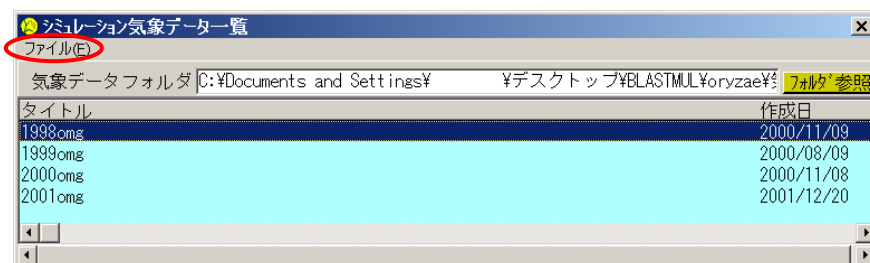 シミュレーション気象データ一覧
ファイル(F)
気象データフォルダ C:¥Documents and Settings¥ ¥デスクトップ¥BLASTMUL¥oryzae¥ フォルダ参照
タイトル 作成日
1998omg 2000/11/09
1999omg 2000/08/09
2000omg 2000/11/08
2001omg 2001/12/20